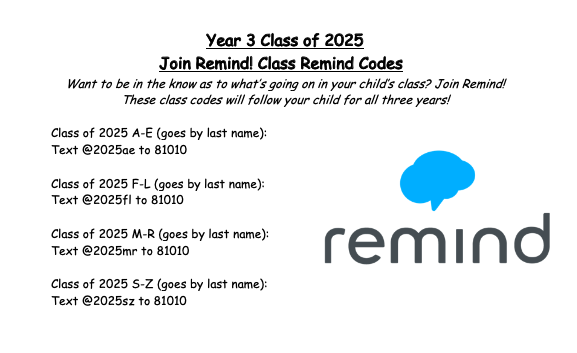 Year 3 Class of 2025
Join Remind! Class Remind Codes
Want to be in the know as to what's going on in your child's class? Join Remind!
These class codes will follow your child for all three years!
Class of 2025 A-E (goes by last name):
Text @2025ae to 81010
Class of 2025 F-L (goes by last name):
Text @2025fl to 81010
Class of 2025 M-R (goes by last name):
Text @2025mr to 81010
Class of 2025 S-Z (goes by last name):
Text @2025sz to 81010
remind